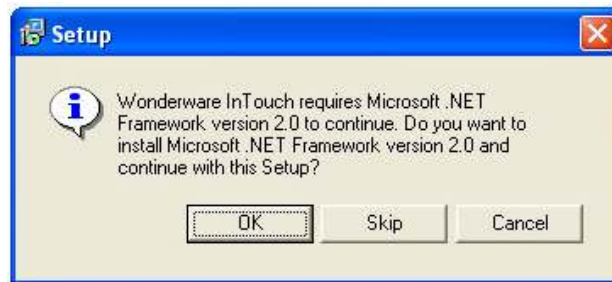 Setup
Wonderware InTouch requires Microsoft .NET
Framework version 2.0 to continue. Do you want to
install Microsoft .NET Framework version 2.0 and
continue with this Setup?
OK
Skip
Cancel